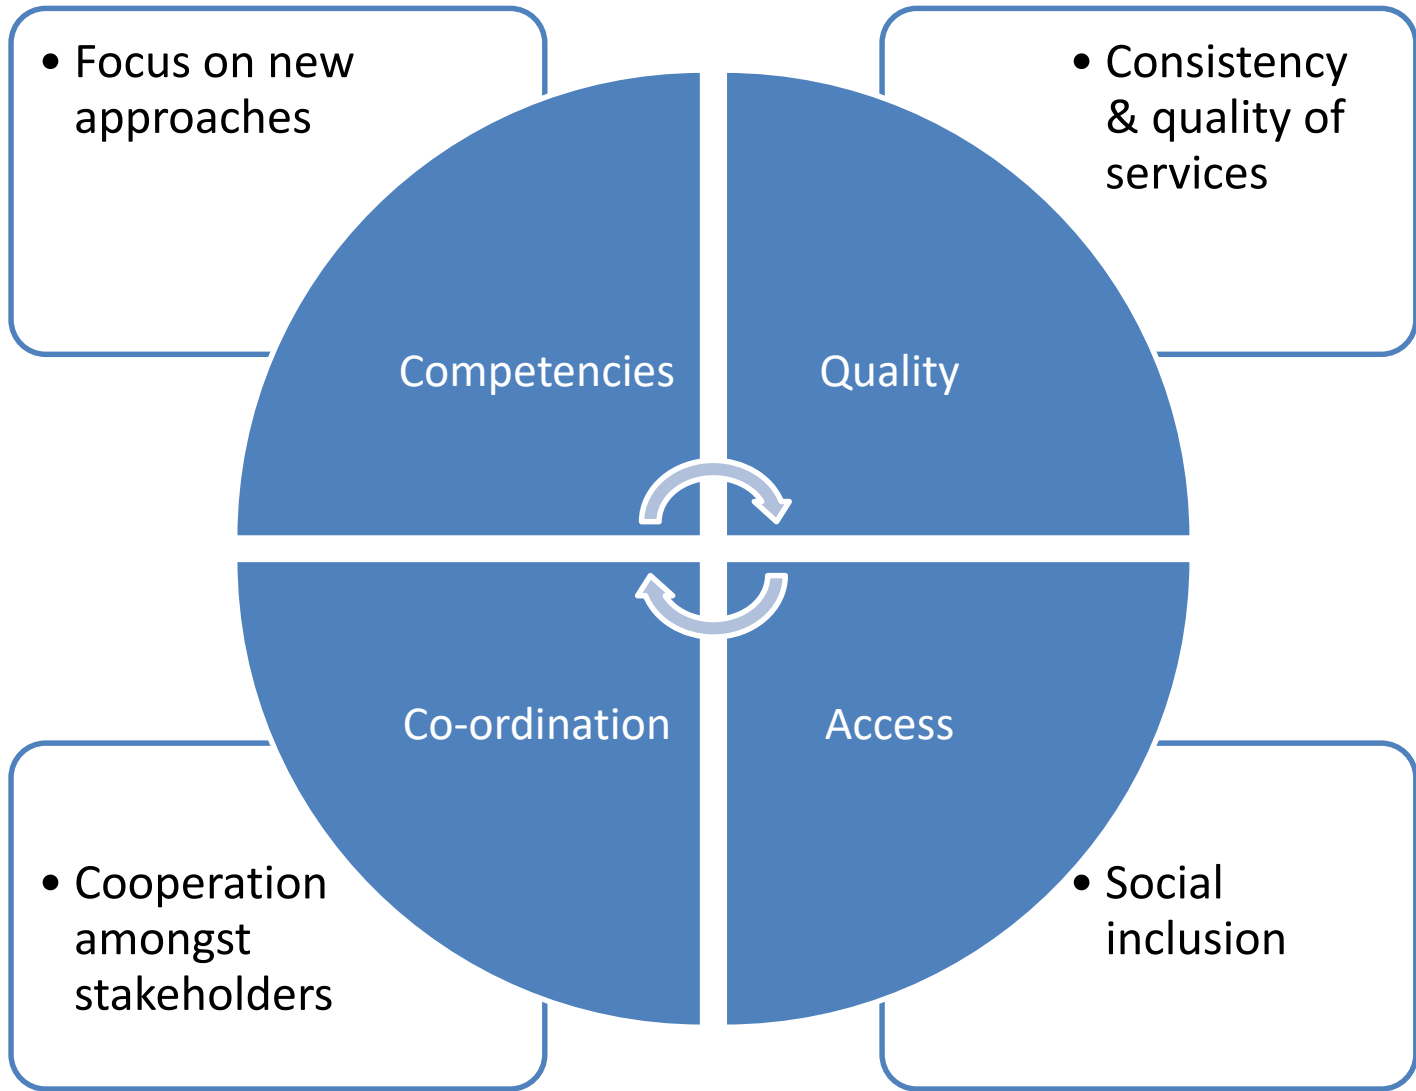 • Focus on new
approaches
• Consistency
& quality of
services
Competencies
Quality
Co-ordination
Access
• Cooperation
amongst
stakeholders
• Social
inclusion